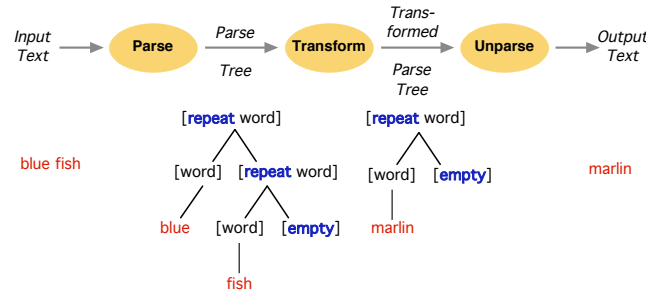 Input Text
Parse
Parse Tree
Transform
Trans-formed Parse Tree
Unparse
Output Text
blue fish
[repeat word]
[word] [repeat word]
blue [word] [empty]
fish
[repeat word]
[word] [empty]
marlin
marlin